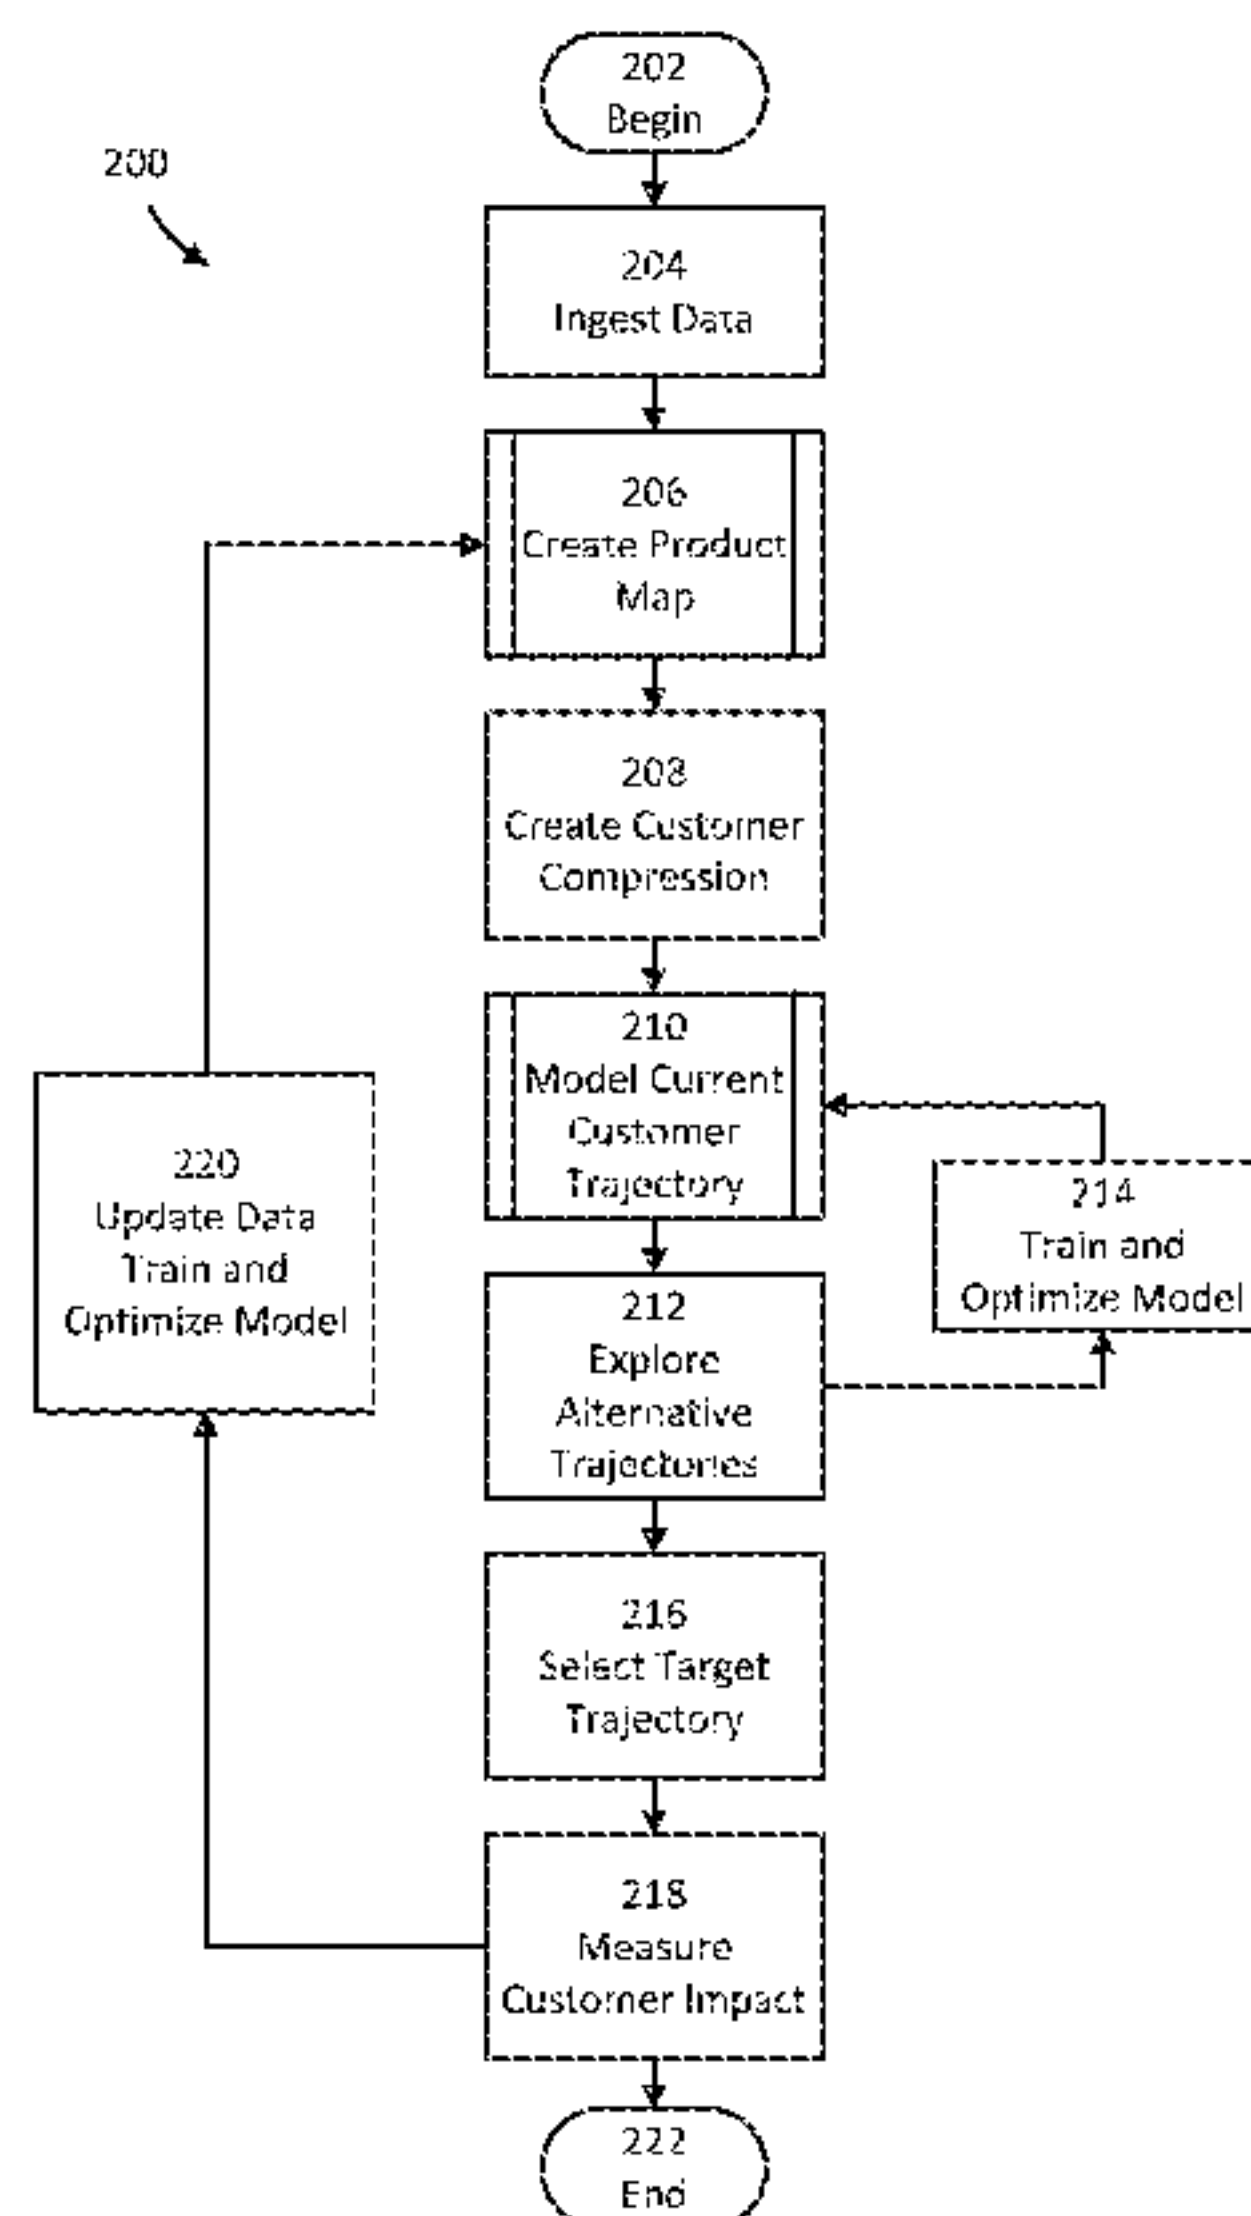 202
Begin
200
204
Ingest Data
206
Create Product
Map
208
Create Customer
Compression
210
Model Current
Customer
Trajectory
220
Update Data
Train and
Optimize Model
214
Train and
Optimize Model
212
Explore
Alternative
Trajectories
216
Select Target
Trajectory
218
Measure
Customer Impact
222
End